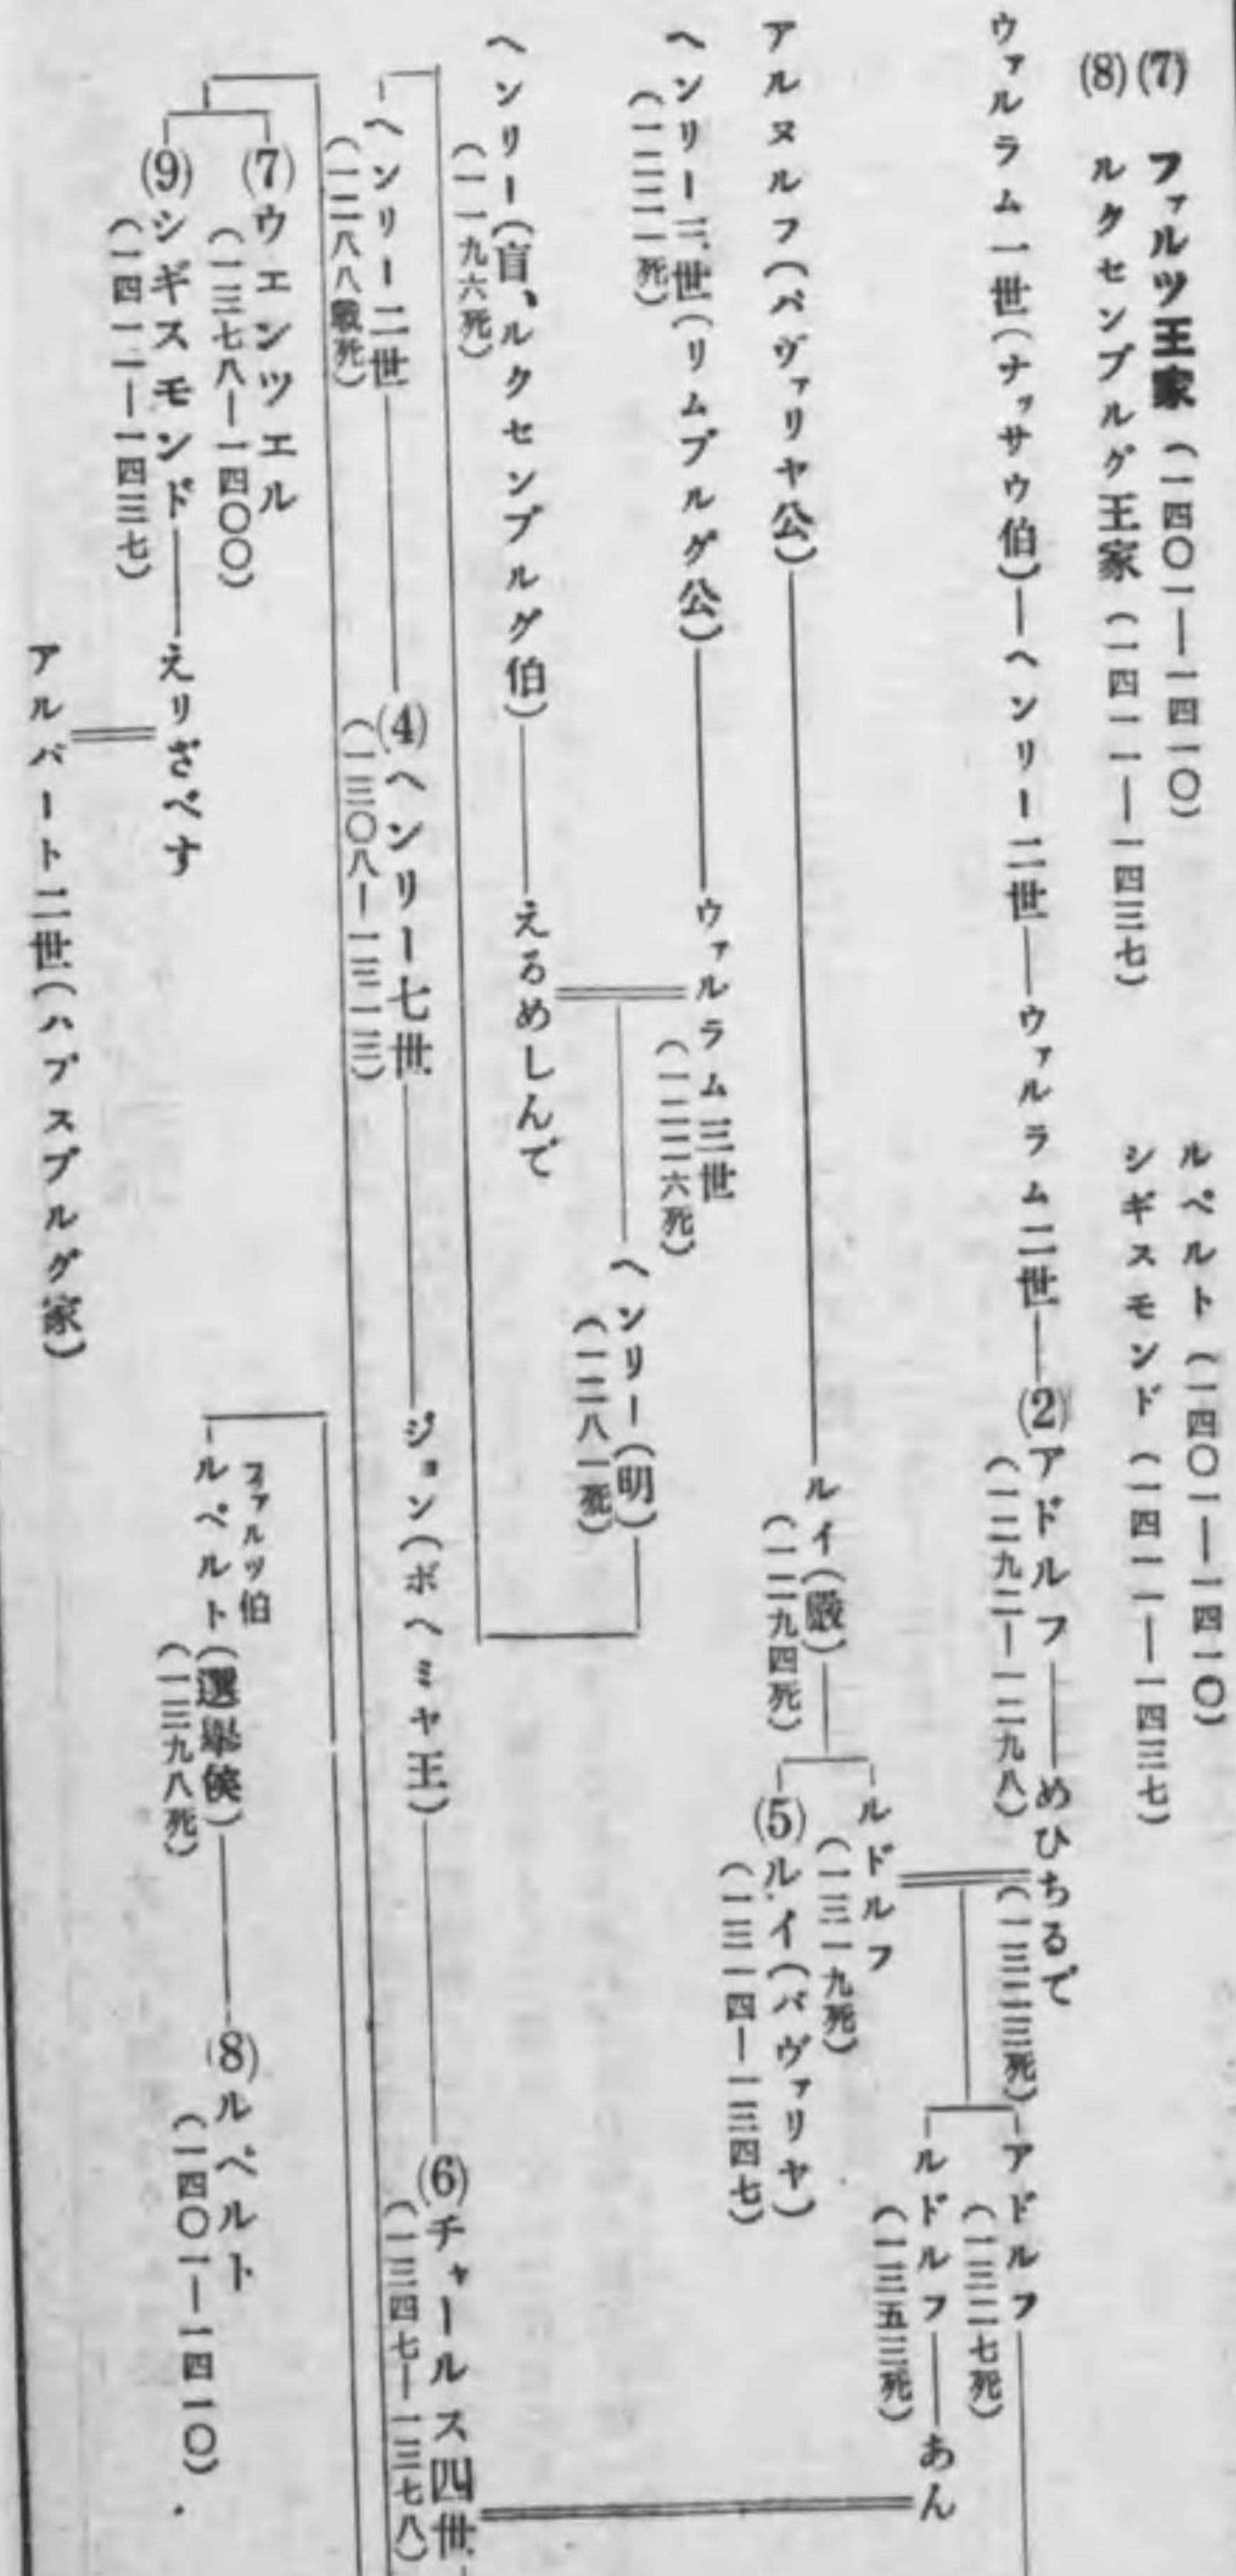 (7) ファルツ王家 (一四〇一―一四一〇) ルペルト (一四〇一―一四一〇)
(8) ルクセンブルグ王家 (一四一一―一四三七) シギスモンド (一四一一―一四三七)
ウァルラム一世(ナッサウ伯)―ヘンリー二世―ウァルラム二世―(2)アドルフ―めひちるで
(一二九二―一二九八)
(一三二三死)
アドルフ
(一三二七死)
ルドルフ―あん
(一三五三死)
アルヌルフ(バヴァリヤ公)―ルイ(嚴)
(一二九四死)
ルドルフ
(一三一九死)
(5)ルイ(バヴァリヤ)
(一三一四―一三四七)
ヘンリー三世(リムブルグ公)―ウァルラム三世
(一二二一死)
(一二二六死)
ヘンリー(明)
(一二八一死)
ヘンリー(盲、ルクセンブルグ伯)―えるめしんで
(一一九六死)
ヘンリー二世―(4)ヘンリー七世―ジョン(ボヘミヤ王)―(6)チャールス四世
(一二八八戰死)
(一三〇八―一三一三)
(一三四七―一三七八)
(7)ウエンツエル
(一三七八―一四〇〇)
(9)シギスモンド―えりざべす
(一四一一―一四三七)
アルバート二世(ハプスブルグ家)
ファルツ伯
ルペルト(選擧侯)―(8)ルペルト
(一三九八死)
(一四〇一―一四一〇)